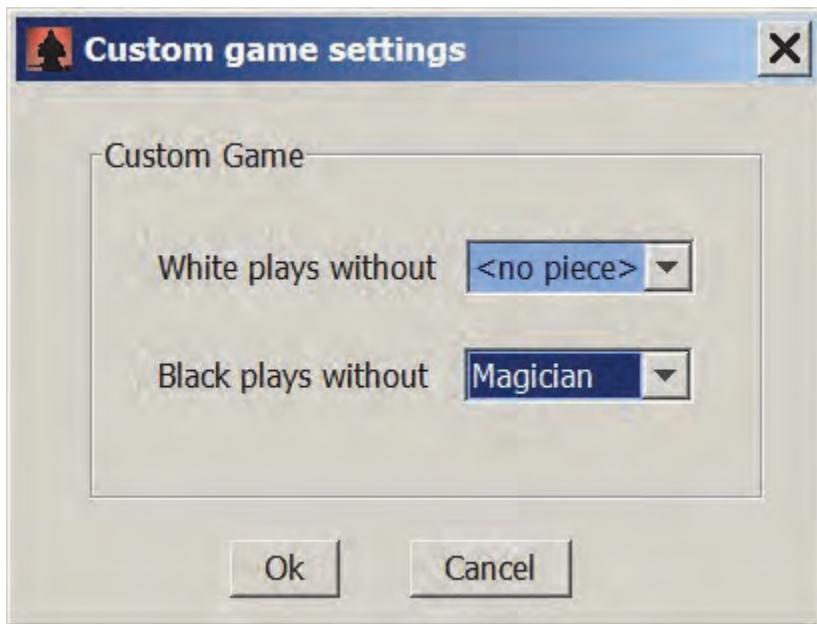 Custom game settings
Custom Game
White plays without <no piece>
Black plays without Magician
Ok Cancel